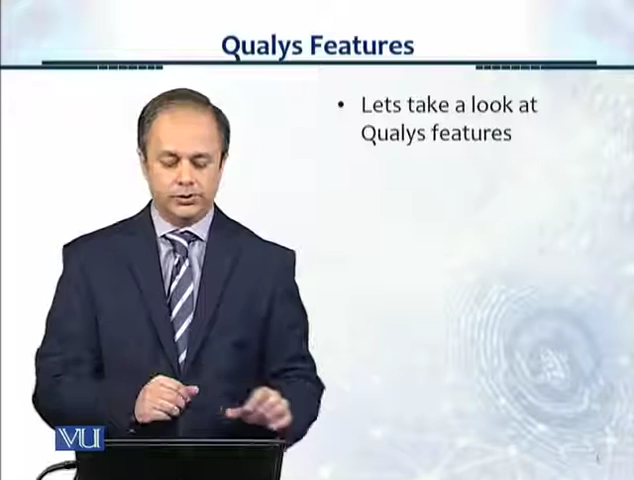 Qualys Features
• Lets take a look at
Qualys features
VU